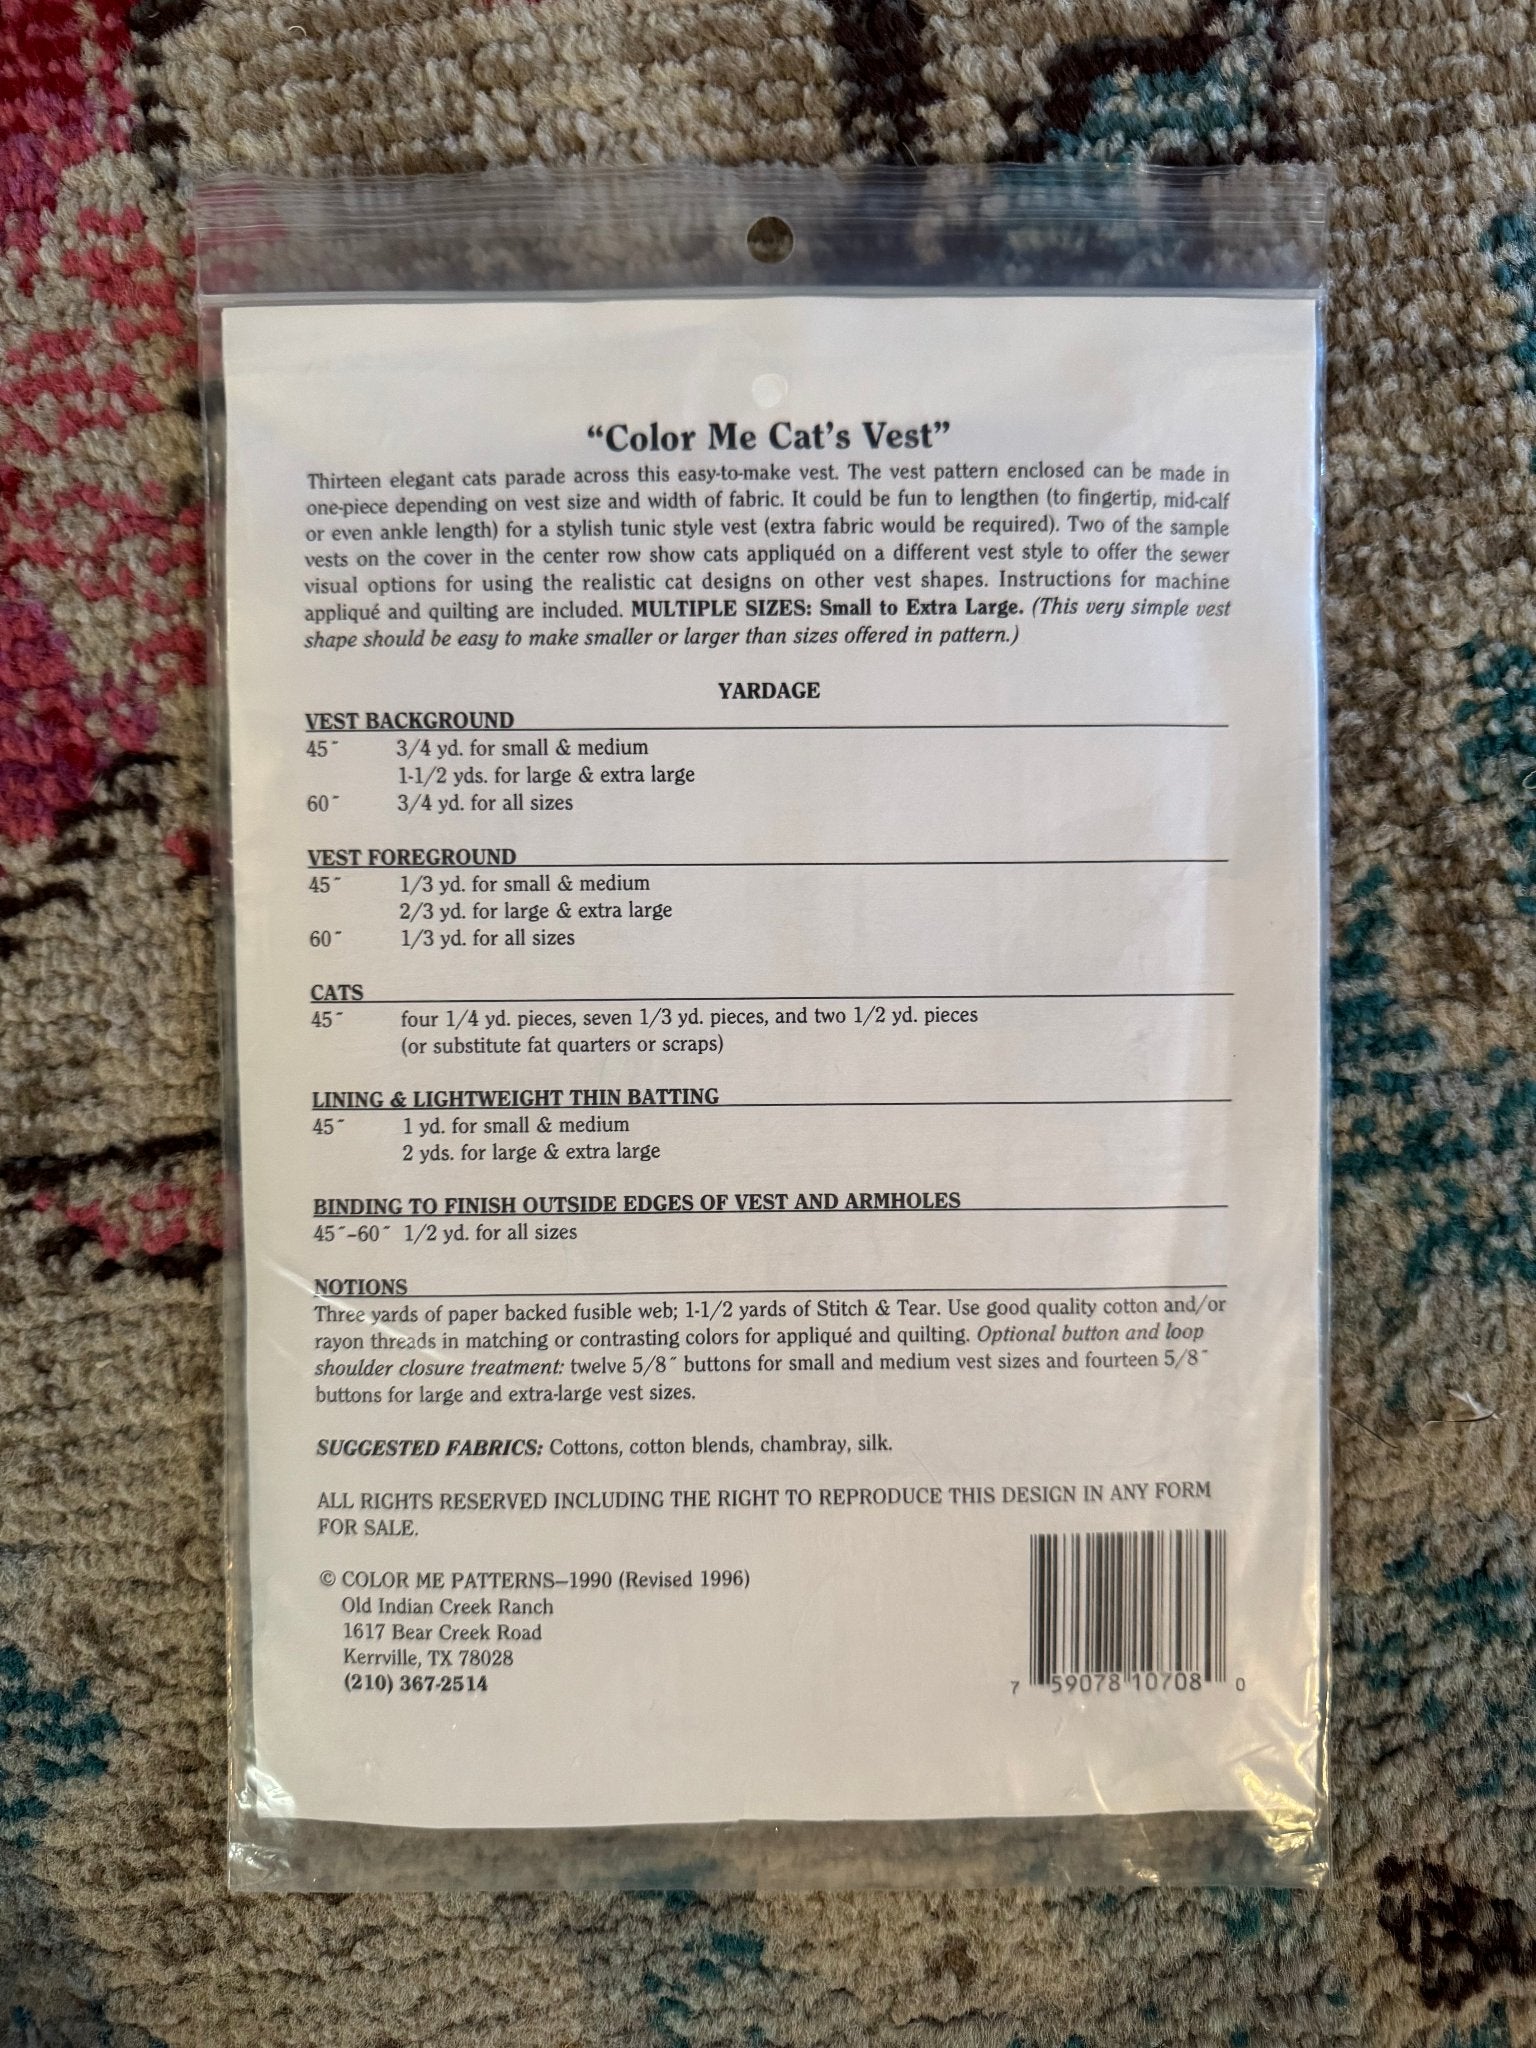 “Color Me Cat’s Vest”
Thirteen elegant cats parade across this easy-to-make vest. The vest pattern enclosed can be made in
one-piece depending on vest size and width of fabric. It could be fun to lengthen (to fingertip, mid-calf
or even ankle length) for a stylish tunic style vest (extra fabric would be required). Two of the sample
vests on the cover in the center row show cats appliquéd on a different vest style to offer the sewer
visual options for using the realistic cat designs on other vest shapes. Instructions for machine
appliqué and quilting are included. MULTIPLE SIZES: Small to Extra Large. (This very simple vest
shape should be easy to make smaller or larger than sizes offered in pattern.)
YARDAGE
VEST BACKGROUND
45˝ 3/4 yd. for small & medium
1-1/2 yds. for large & extra large
60˝ 3/4 yd. for all sizes
VEST FOREGROUND
45˝ 1/3 yd. for small & medium
2/3 yd. for large & extra large
60˝ 1/3 yd. for all sizes
CATS
45˝ four 1/4 yd. pieces, seven 1/3 yd. pieces, and two 1/2 yd. pieces
(or substitute fat quarters or scraps)
LINING & LIGHTWEIGHT THIN BATTING
45˝ 1 yd. for small & medium
2 yds. for large & extra large
BINDING TO FINISH OUTSIDE EDGES OF VEST AND ARMHOLES
45˝–60˝ 1/2 yd. for all sizes
NOTIONS
Three yards of paper backed fusible web; 1-1/2 yards of Stitch & Tear. Use good quality cotton and/or
rayon threads in matching or contrasting colors for appliqué and quilting. Optional button and loop
shoulder closure treatment: twelve 5/8˝ buttons for small and medium vest sizes and fourteen 5/8˝
buttons for large and extra-large vest sizes.
SUGGESTED FABRICS: Cottons, cotton blends, chambray, silk.
ALL RIGHTS RESERVED INCLUDING THE RIGHT TO REPRODUCE THIS DESIGN IN ANY FORM
FOR SALE.
© COLOR ME PATTERNS–1990 (Revised 1996)
Old Indian Creek Ranch
1617 Bear Creek Road
Kerrville, TX 78028
(210) 367-2514
7 59078 10708 0